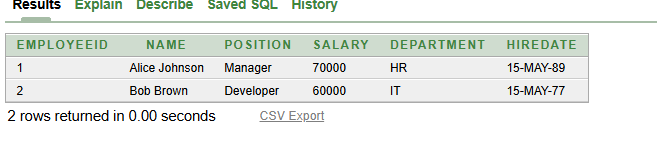 Results Explain Describe Saved SQL History
EMPLOYEEID NAME POSITION SALARY DEPARTMENT HIREDATE
1 Alice Johnson Manager 70000 HR 15-MAY-89
2 Bob Brown Developer 60000 IT 15-MAY-77
2 rows returned in 0.00 seconds CSV Export